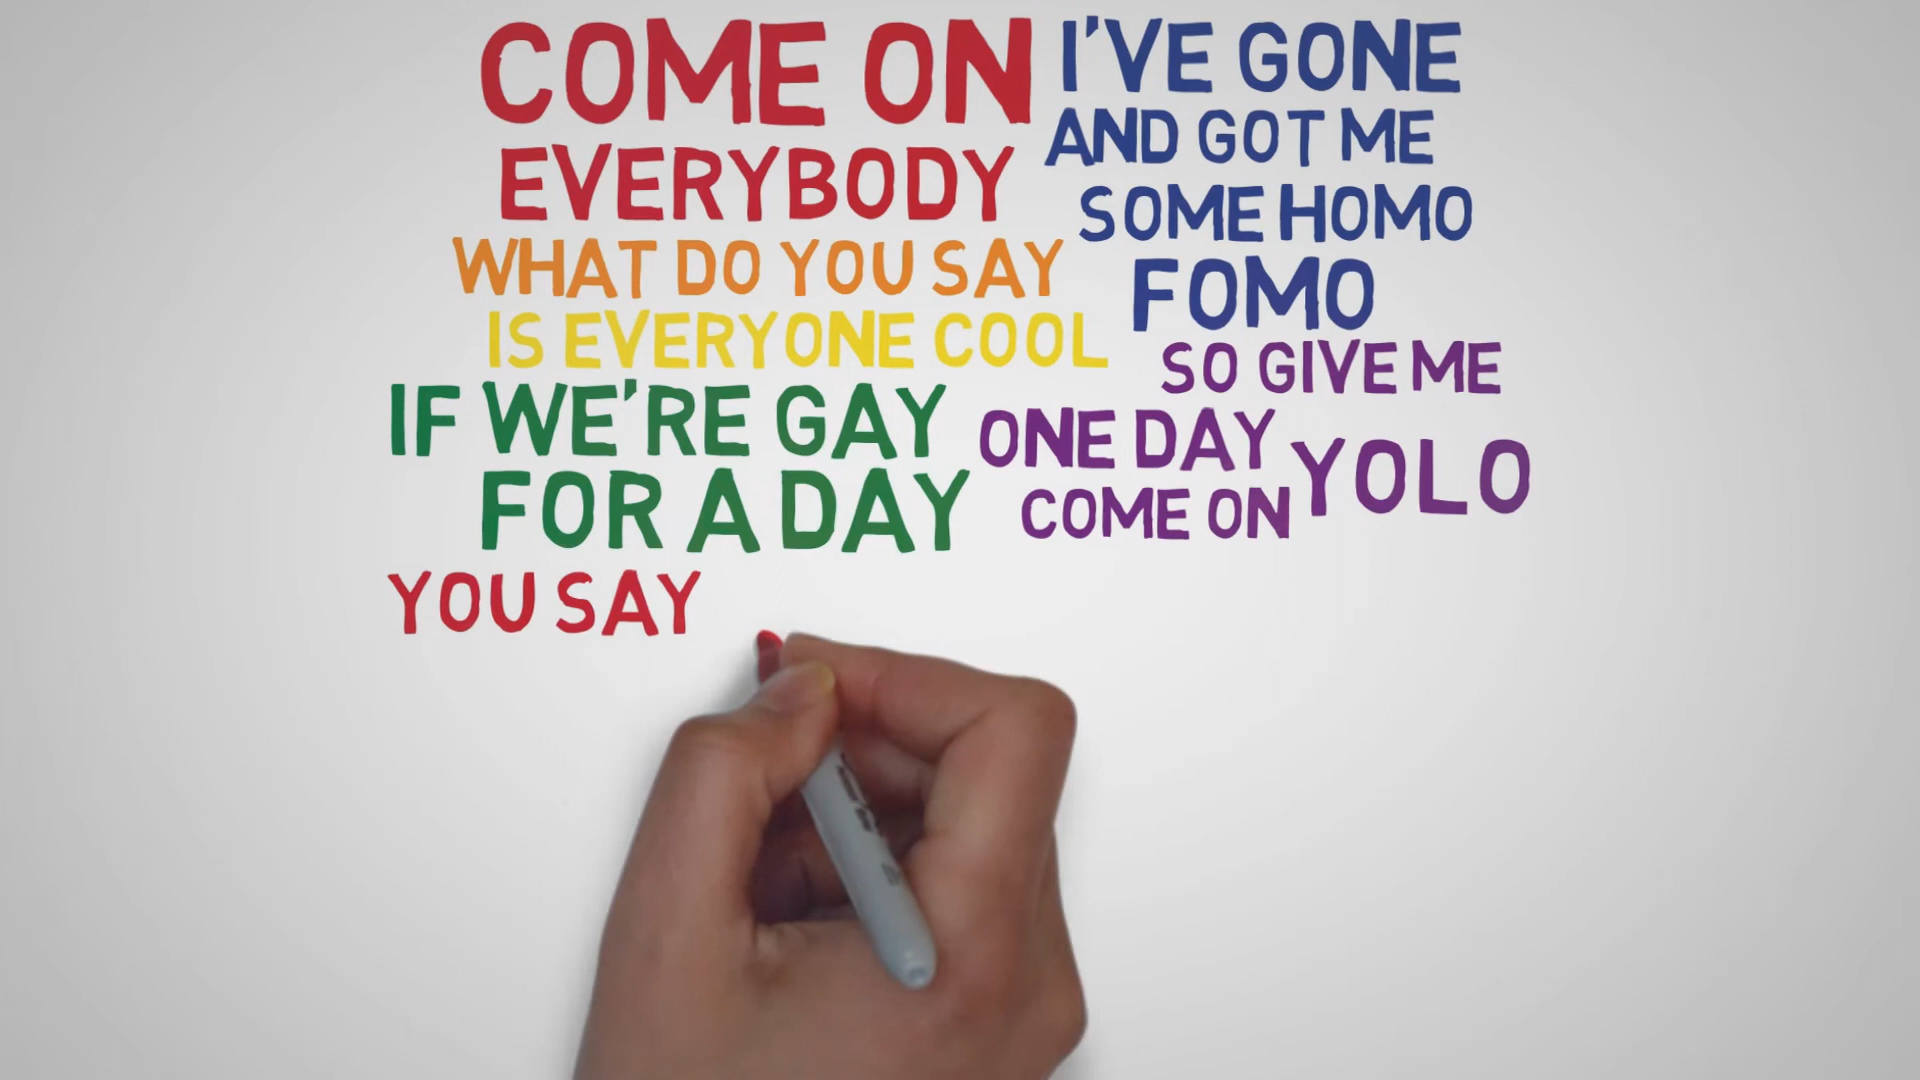 COME ON
EVERYBODY
WHAT DO YOU SAY
IS EVERYONE COOL
IF WE'RE GAY
FOR A DAY
I'VE GONE
AND GOT ME
SOME HOMO
FOMO
SO GIVE ME
ONE DAY
COME ON
YOLO
YOU SAY